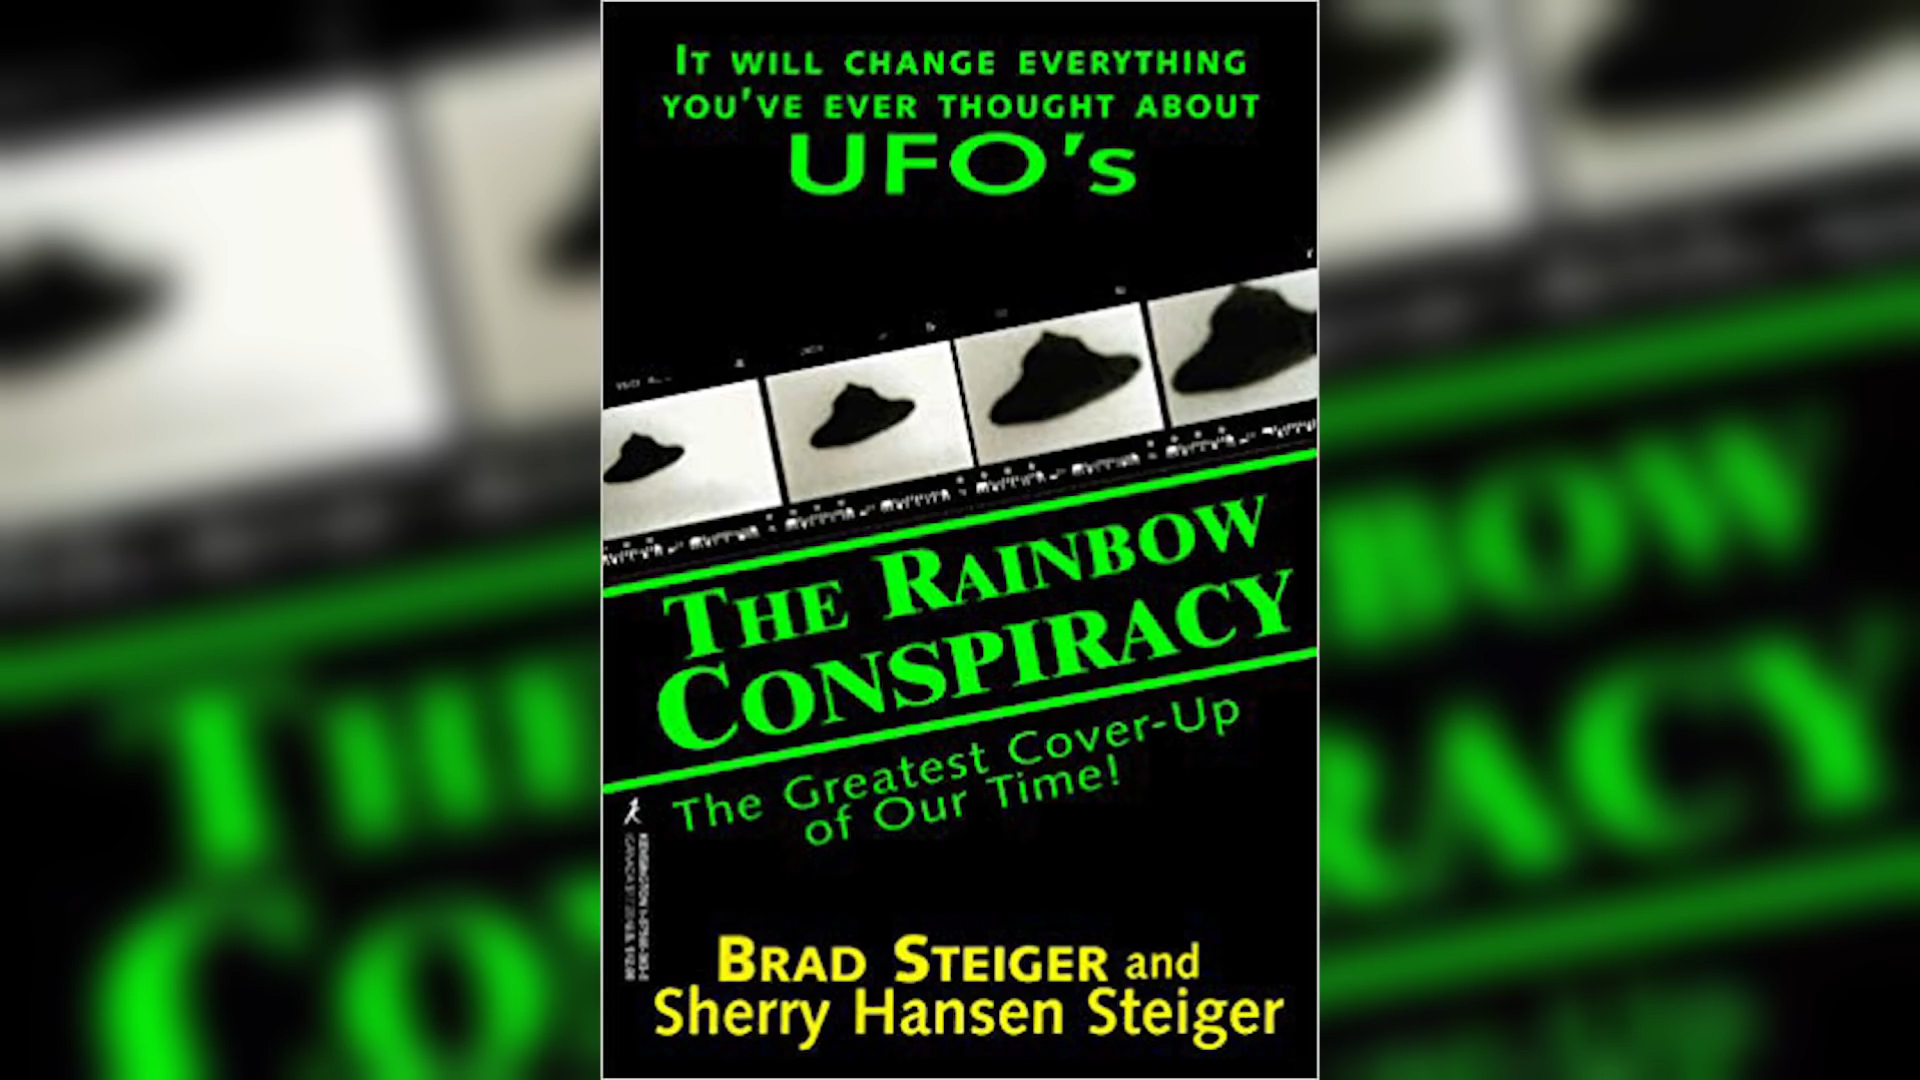 IT WILL CHANGE EVERYTHING
YOU'VE EVER THOUGHT ABOUT
UFO's
THE RAINBOW
CONSPIRACY
The Greatest Cover-Up
of Our Time!
BRAD STEIGER and
Sherry Hansen Steiger